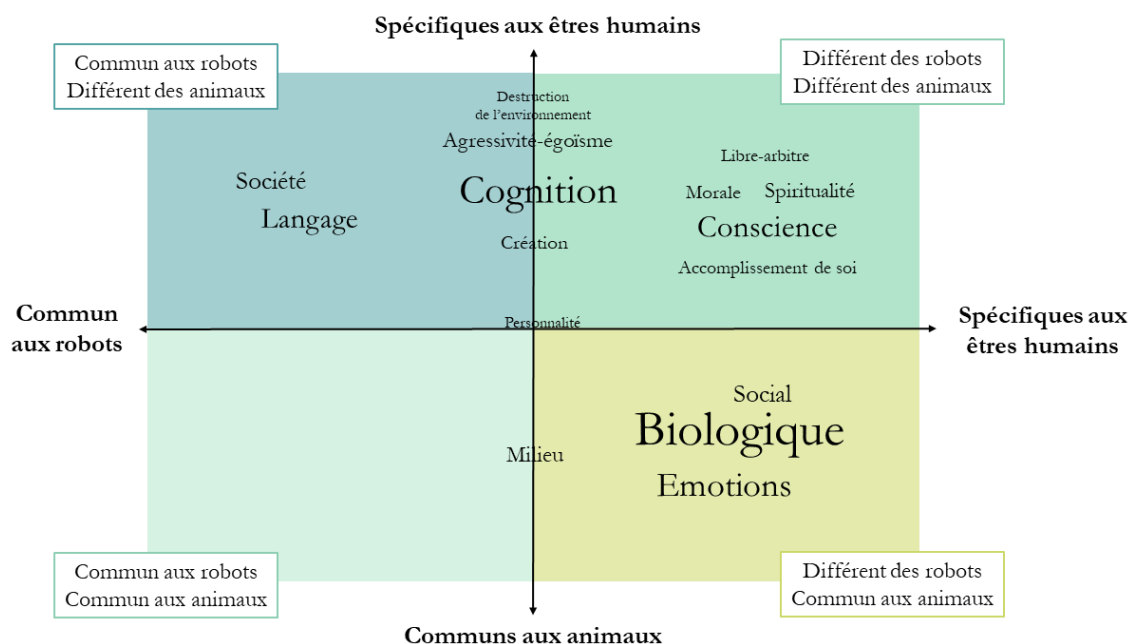 Spécifiques aux êtres humains
Commun aux robots
Différent des animaux
Différent des robots
Différent des animaux
Destruction
de l'environnement
Agressivité-égoïsme
Libre-arbitre
Société
Cognition
Morale
Spiritualité
Langage
Conscience
Création
Accomplissement de soi
Commun
aux robots
Personnalité
Spécifiques aux
êtres humains
Social
Biologique
Milieu
Emotions
Commun aux robots
Commun aux animaux
Différent des robots
Commun aux animaux
Communs aux animaux